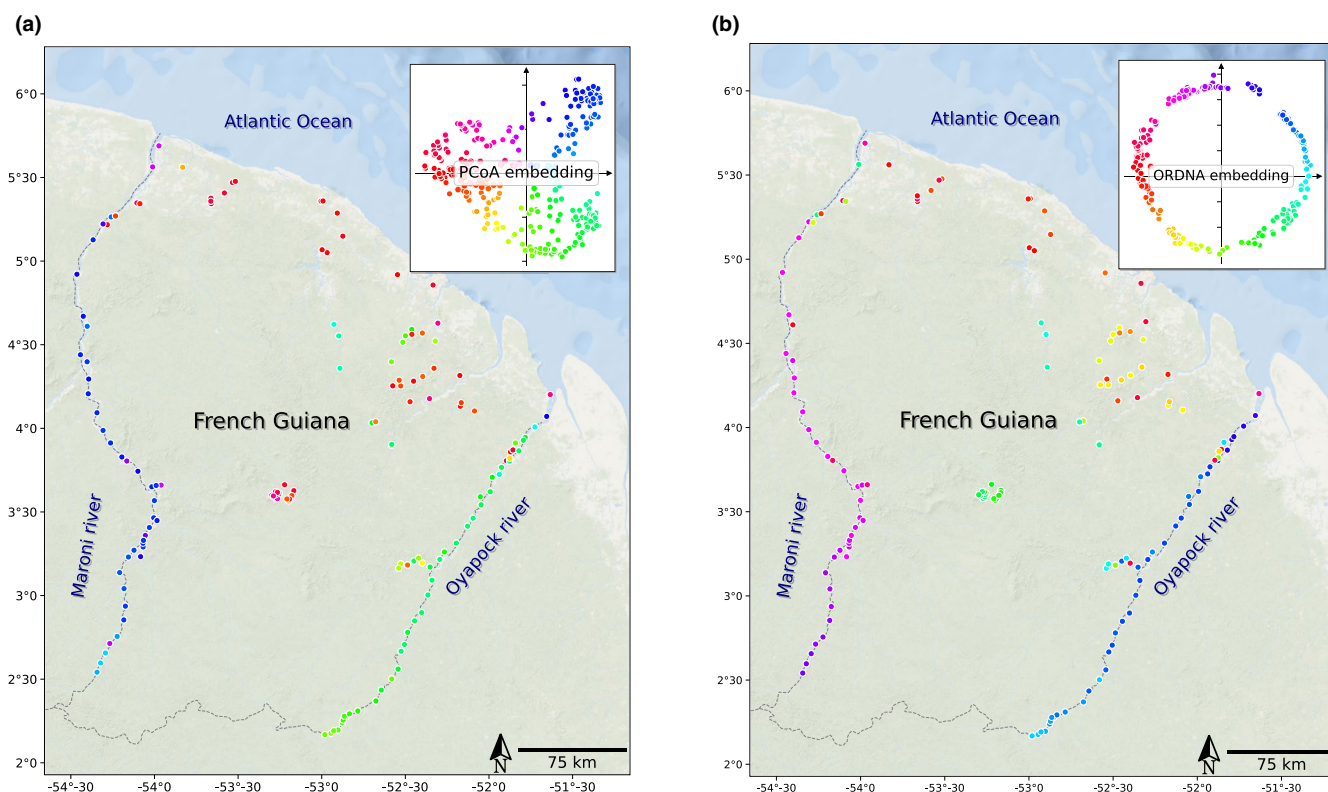 (a)
PCoA embedding
Atlantic Ocean
French Guiana
Maroni river
Oyapock river
N
75 km
6°0
5°30
5°0
4°30
4°0
3°30
3°0
2°30
2°0
-54°-30
-54°0
-53°-30
-53°0
-52°-30
-52°0
-51°-30
(b)
ORDNA embedding
Atlantic Ocean
French Guiana
Maroni river
Oyapock river
N
75 km
6°0
5°30
5°0
4°30
4°0
3°30
3°0
2°30
2°0
-54°-30
-54°0
-53°-30
-53°0
-52°-30
-52°0
-51°-30